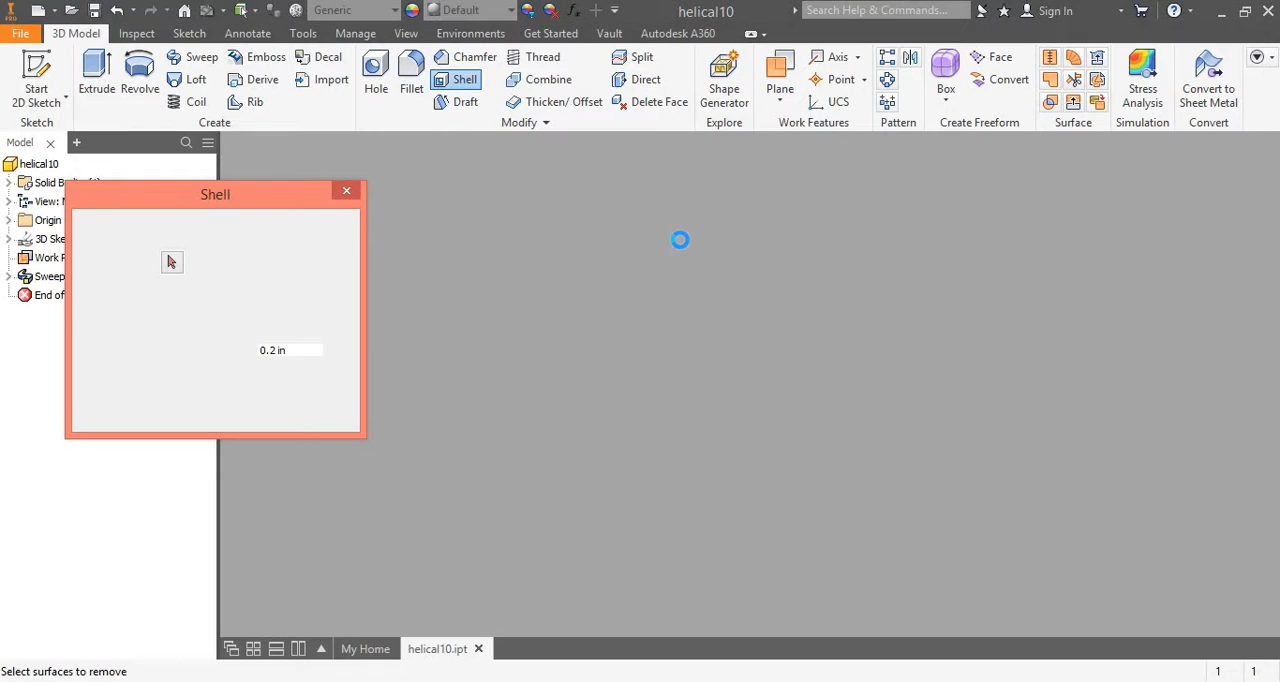 PRO Generic Default helical10 Search Help & Commands... Sign In
File 3D Model Inspect Sketch Annotate Tools Manage View Environments Get Started Vault Autodesk A360
Start
2D Sketch
Sketch
Extrude Revolve
Sweep Emboss Decal
Loft Derive Import
Coil Rib
Create
Hole Fillet
Chamfer Thread Split
Shell Combine Direct
Draft Thicken/ Offset Delete Face
Modify
Shape
Generator
Explore
Plane
Axis
Point
UCS
Work Features
Pattern
Box
Face
Convert
Create Freeform
Surface
Stress
Analysis
Simulation
Convert to
Sheet Metal
Convert
Model
helical10
Solid B
View:
Origin
3D Ske
Work
Sweep
End of
Shell
0.2 in
My Home helical10.ipt
Select surfaces to remove 1 1